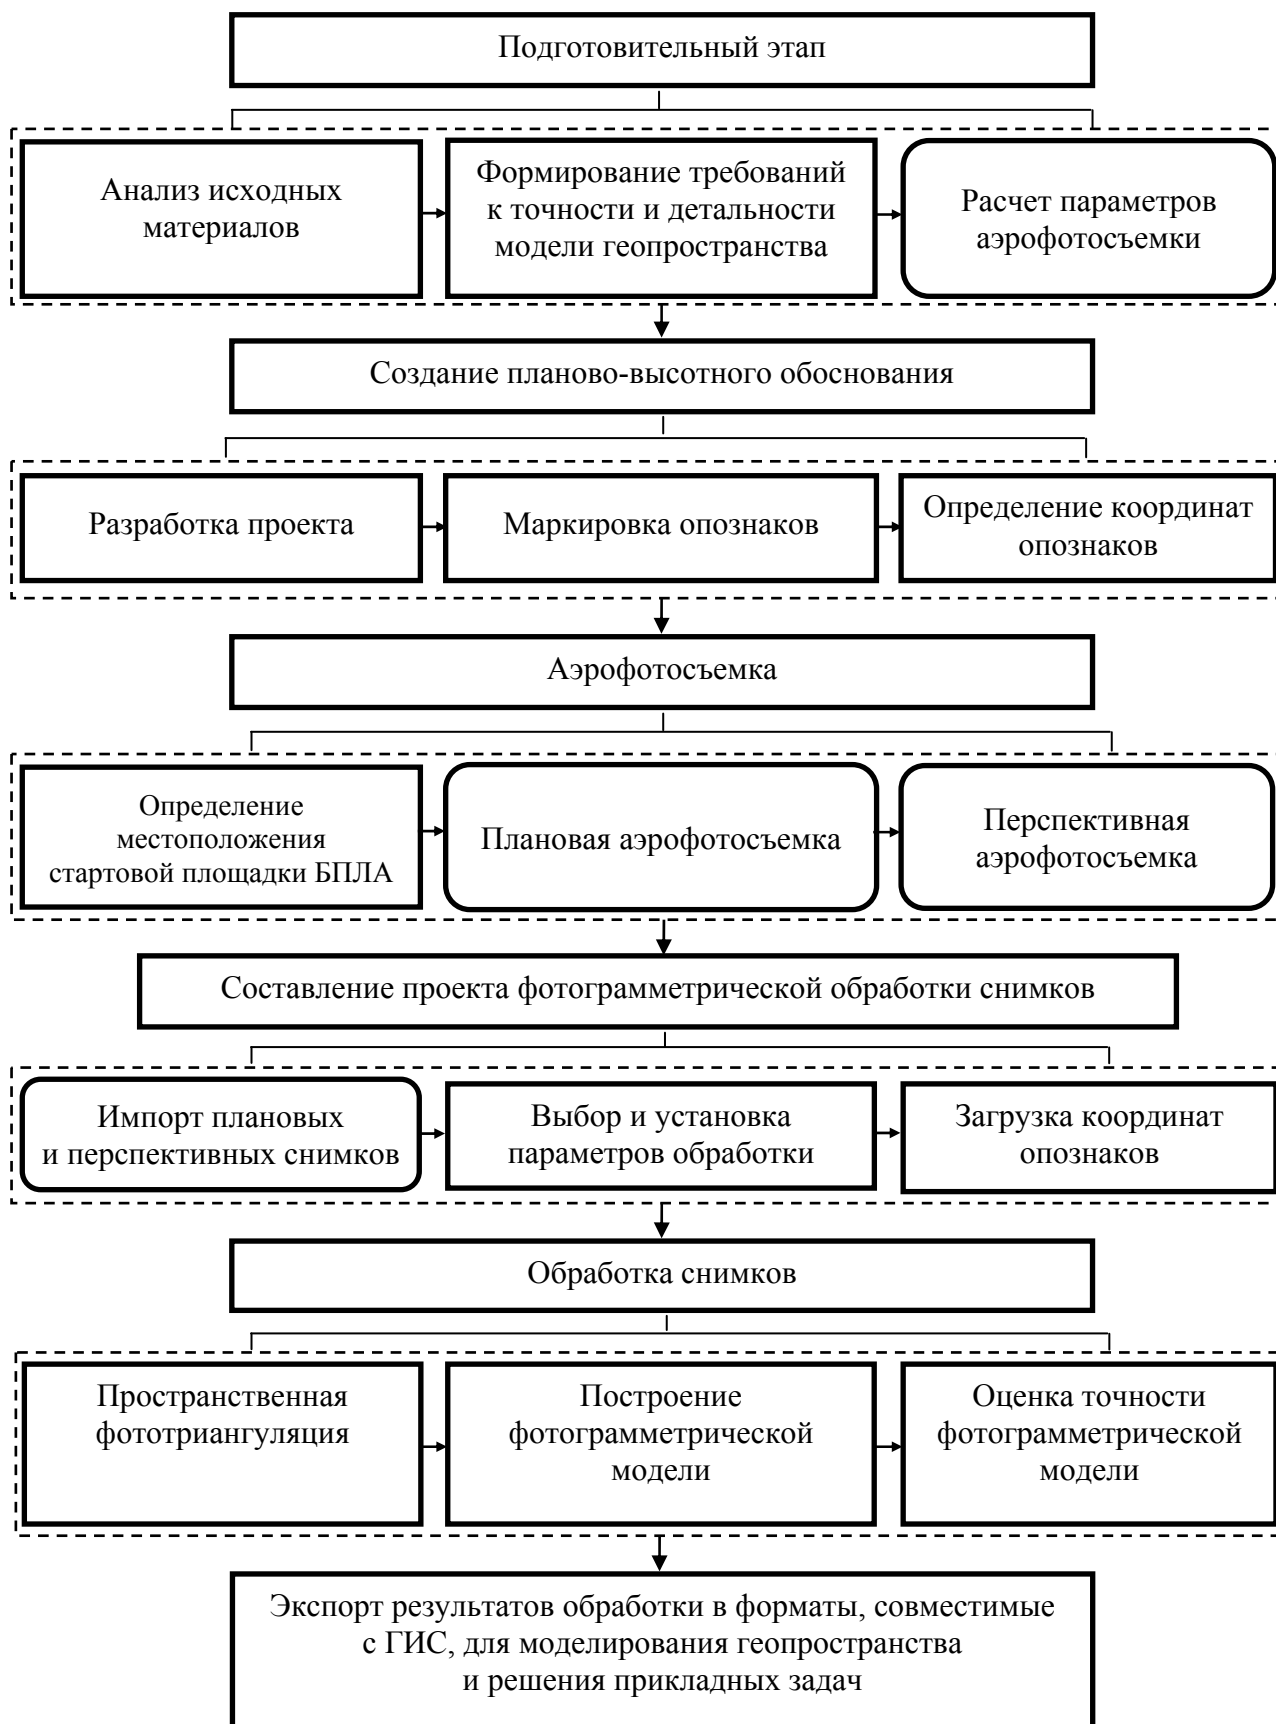 Подготовительный этап
Анализ исходных
материалов
Формирование требований
к точности и детальности
модели геопространства
Расчет параметров
аэрофотосъемки
Создание планово-высотного обоснования
Разработка проекта
Маркировка опознаков
Определение координат
опознаков
Аэрофотосъемка
Определение
местоположения
стартовой площадки БПЛА
Плановая аэрофотосъемка
Перспективная
аэрофотосъемка
Составление проекта фотограмметрической обработки снимков
Импорт плановых
и перспективных снимков
Выбор и установка
параметров обработки
Загрузка координат
опознаков
Обработка снимков
Пространственная
фототриангуляция
Построение
фотограмметрической
модели
Оценка точности
фотограмметрической
модели
Экспорт результатов обработки в форматы, совместимые
с ГИС, для моделирования геопространства
и решения прикладных задач